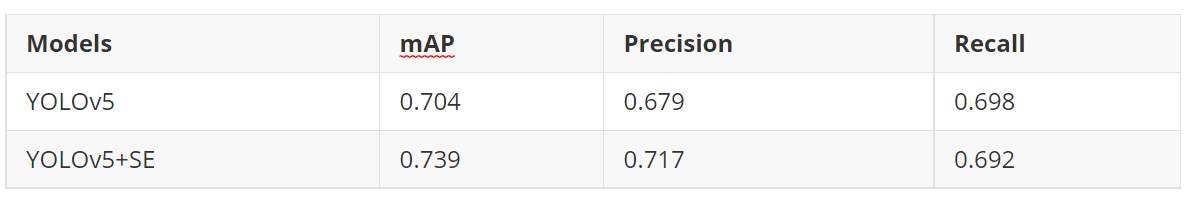 Models mAP Precision Recall
YOLOv5 0.704 0.679 0.698
YOLOv5+SE 0.739 0.717 0.692